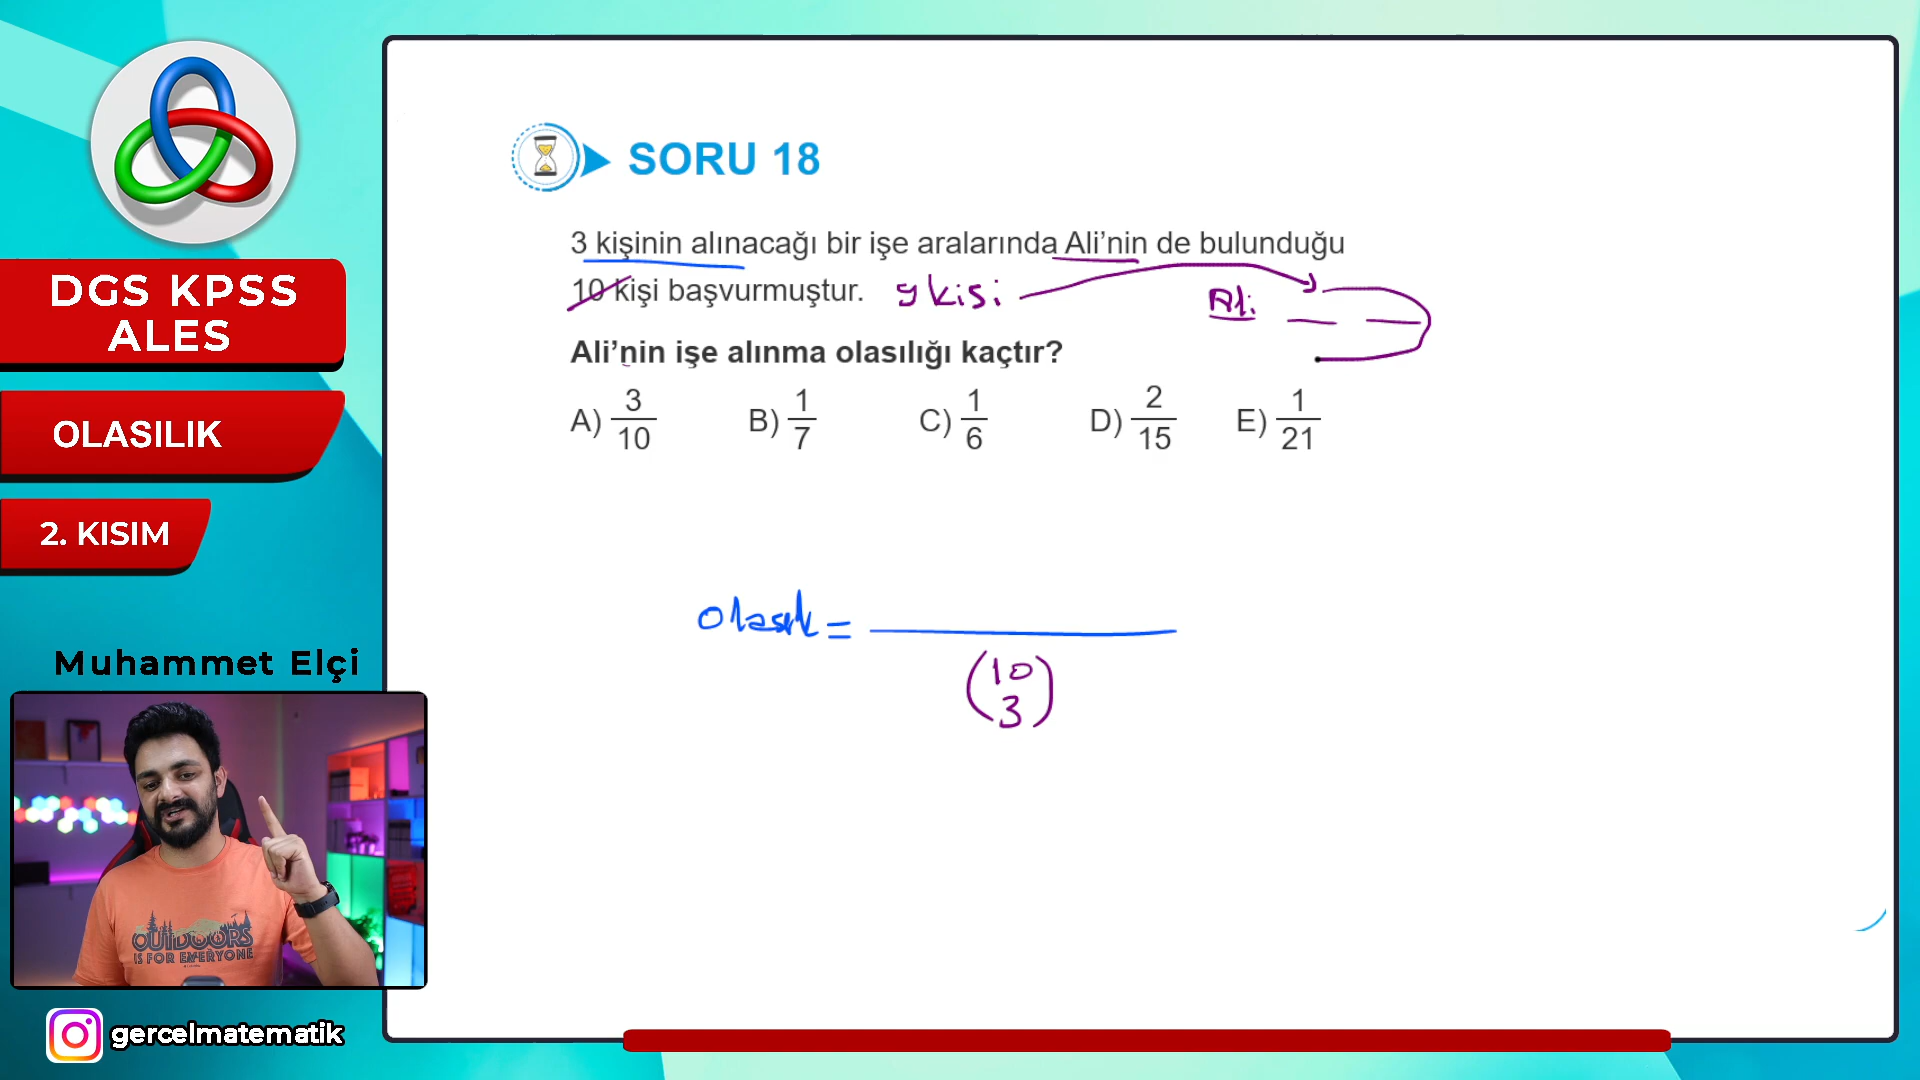 SORU 18
3 kişinin alınacağı bir işe aralarında Ali’nin de bulunduğu
10 kişi başvurmuştur. 9 kisi
Ali.
Ali’nin işe alınma olasılığı kaçtır?
A) 3/10 B) 1/7 C) 1/6 D) 2/15 E) 1/21
=
(10
3)
DGS KPSS
ALES
OLASILIK
2. KISIM
Muhammet Elçi
OUTDOORS
IS FOR EVERYONE
gercelmatematik